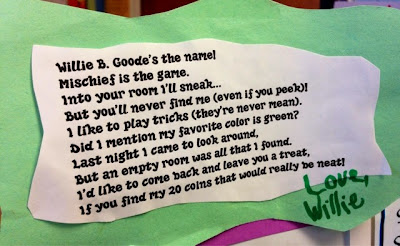 Willie B. Goode's the name!
Mischief is the game.
Into your room I'll sneak...
But you'll never find me (even if you peek)!
I like to play tricks (they're never mean).
Did I mention my favorite color is green?
Last night I came to look around,
But an empty room was all that I found.
I'd like to come back and leave you a treat,
If you find my 20 coins that would really be neat!
Love,
Willie